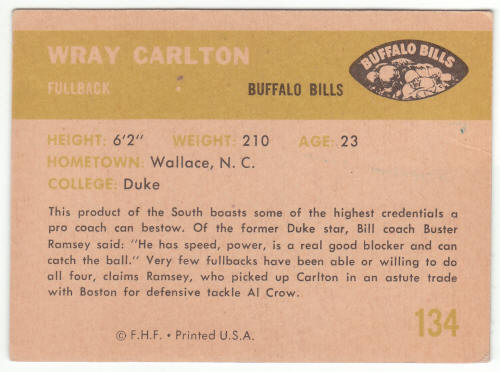 WRAY CARLTON
FULLBACK
BUFFALO BILLS
BUFFALO BILLS
HEIGHT: 6'2" WEIGHT: 210 AGE: 23
HOMETOWN: Wallace, N. C.
COLLEGE: Duke
This product of the South boasts some of the highest credentials
a pro coach can bestow. Of the former Duke star, Bill coach Buster
Ramsey said: "He has speed, power, is a real good blocker and can
catch the ball." Very few fullbacks have been able or willing to do
all four, claims Ramsey, who picked up Carlton in an astute trade
with Boston for defensive tackle Al Crow.
134
© F.H.F. • Printed U.S.A.